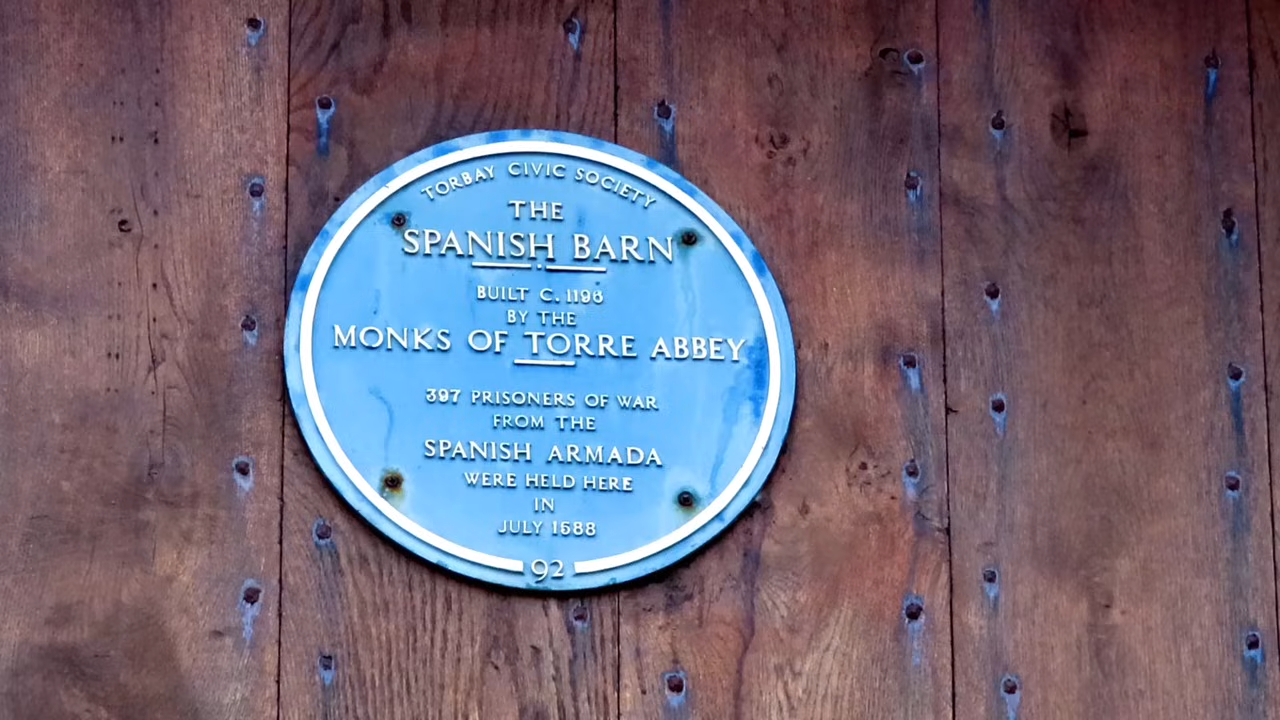 TORBAY CIVIC SOCIETY
THE
SPANISH BARN
BUILT C. 1196
BY THE
MONKS OF TORRE ABBEY
397 PRISONERS OF WAR
FROM THE
SPANISH ARMADA
WERE HELD HERE
IN
JULY 1588
92